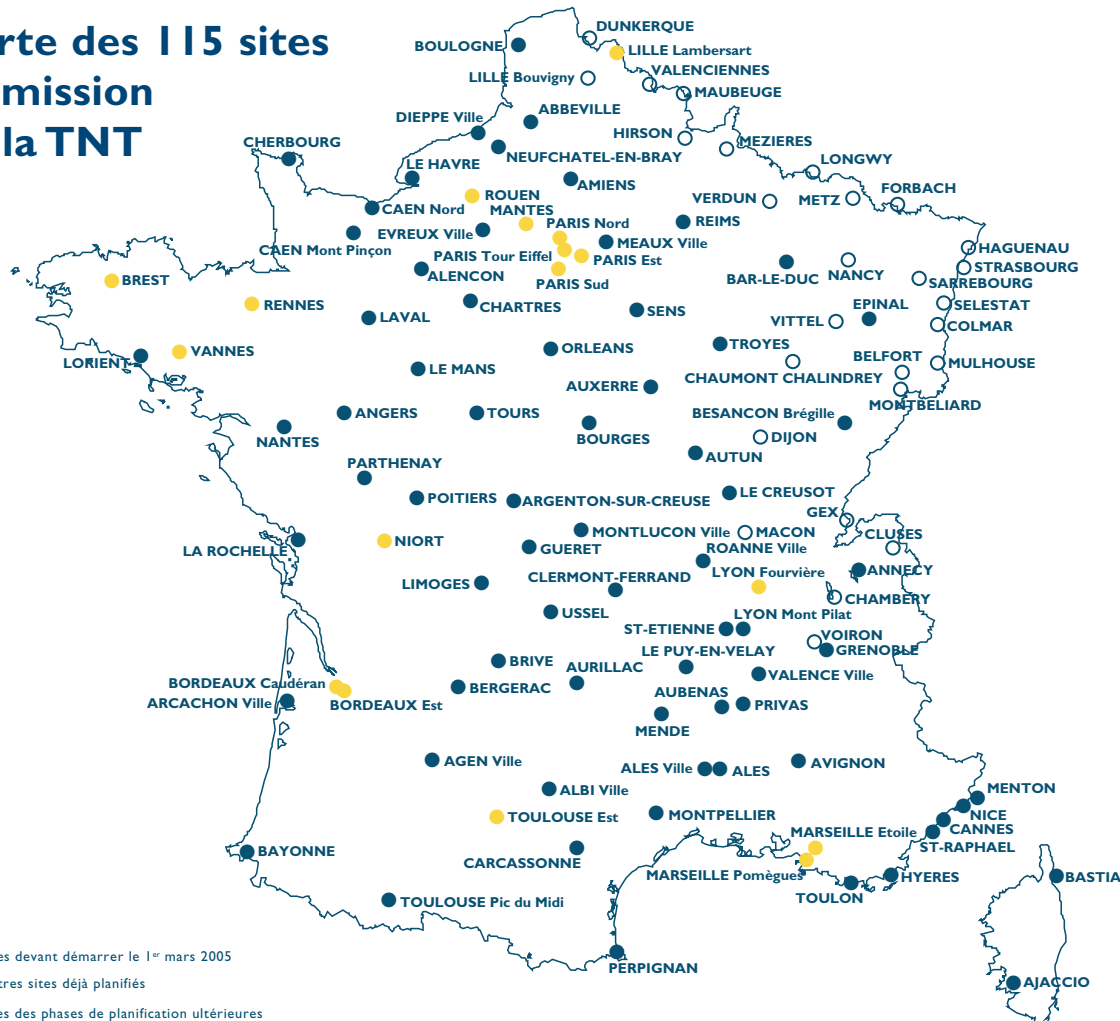 rte des 115 sites
mission
la TNT
DUNKERQUE
BOULOGNE
LILLE Lambersart
VALENCIENNES
LILLE Bouvigny
MAUBEUGE
ABBEVILLE
DIEPPE Ville
HIRSON
MEZIERES
CHERBOURG
NEUFCHATEL-EN-BRAY
LONGWY
LE HAVRE
AMIENS
FORBACH
ROUEN
VERDUN
METZ
MANTES
CAEN Nord
PARIS Nord
REIMS
EVREUX Ville
MEAUX Ville
HAGUENAU
CAEN Mont Pinçon
PARIS Tour Eiffel
PARIS Est
STRASBOURG
ALENCON
BAR-LE-DUC
NANCY
BREST
PARIS Sud
SARREBOURG
RENNES
CHARTRES
SENS
EPINAL
SELESTAT
LAVAL
VITTEL
COLMAR
VANNES
ORLEANS
TROYES
BELFORT
LORIENT
LE MANS
MULHOUSE
CHAUMONT CHALINDREY
AUXERRE
MONTBELIARD
ANGERS
TOURS
BESANCON Brégille
NANTES
BOURGES
DIJON
AUTUN
PARTHENAY
POITIERS
ARGENTON-SUR-CREUSE
LE CREUSOT
GEX
MONTLUCON Ville
MACON
CLUSES
NIORT
LA ROCHELLE
GUERET
ROANNE Ville
LYON Fourvière
ANNECY
LIMOGES
CLERMONT-FERRAND
CHAMBERY
USSEL
LYON Mont Pilat
ST-ETIENNE
VOIRON
LE PUY-EN-VELAY
GRENOBLE
BRIVE
AURILLAC
VALENCE Ville
BORDEAUX Caudéran
BERGERAC
AUBENAS
ARCACHON Ville
BORDEAUX Est
PRIVAS
MENDE
AGEN Ville
ALES Ville
ALES
AVIGNON
ALBI Ville
MENTON
TOULOUSE Est
MONTPELLIER
NICE
MARSEILLE Etoile
CANNES
ST-RAPHAEL
BAYONNE
CARCASSONNE
MARSEILLE Pomègues
HYERES
BASTIA
TOULON
TOULOUSE Pic du Midi
es devant démarrer le 1er mars 2005
PERPIGNAN
tres sites déjà planifiés
AJACCIO
es des phases de planification ultérieures